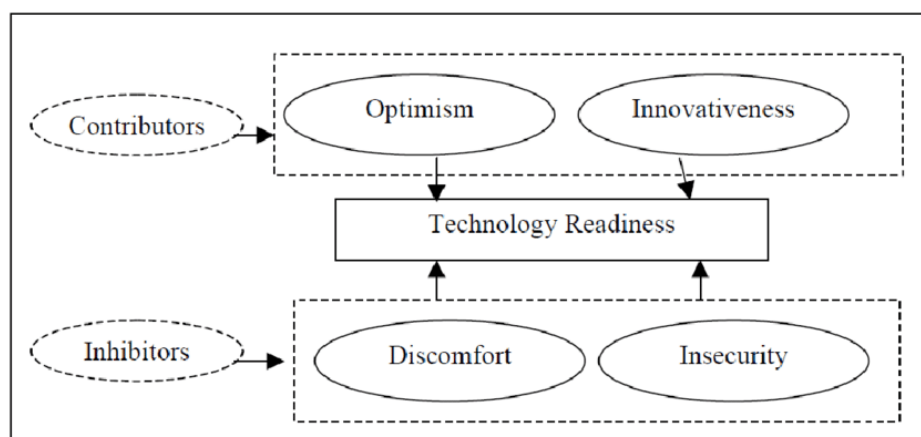 Optimism
Innovativeness
Contributors
Technology Readiness
Inhibitors
Discomfort
Insecurity